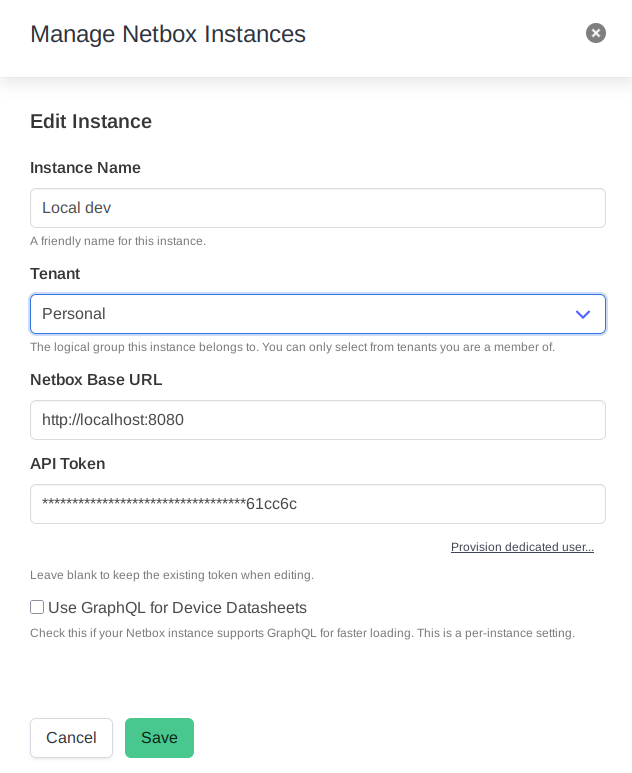 Manage Netbox Instances
Edit Instance
Instance Name
Local dev
A friendly name for this instance.
Tenant
Personal
The logical group this instance belongs to. You can only select from tenants you are a member of.
Netbox Base URL
http://localhost:8080
API Token
**********************************61cc6c
Provision dedicated user...
Leave blank to keep the existing token when editing.
Use GraphQL for Device Datasheets
Check this if your Netbox instance supports GraphQL for faster loading. This is a per-instance setting.
Cancel Save